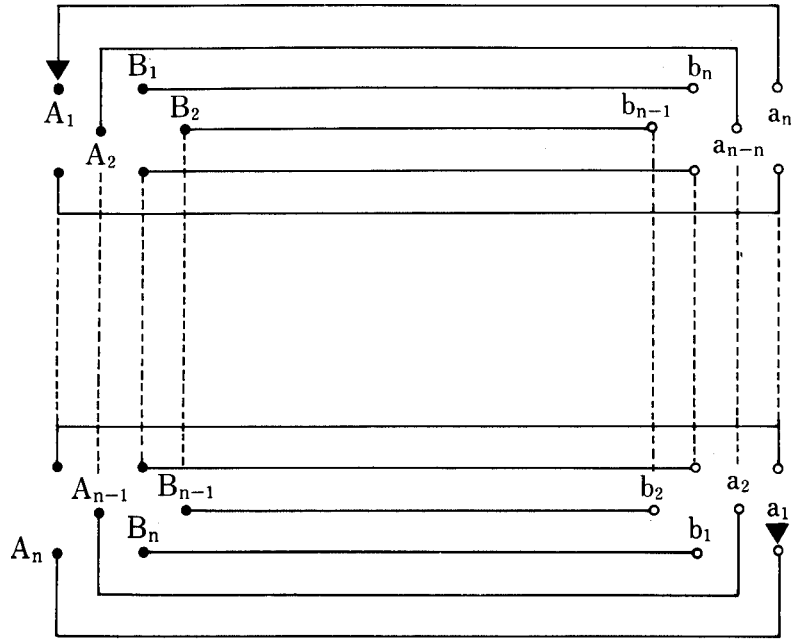 B₁ bₙ
A₁ B₂ bₙ₋₁ aₙ
A₂ aₙ₋ₙ
Aₙ₋₁ Bₙ₋₁ b₂ a₂
Bₙ b₁ a₁
Aₙ